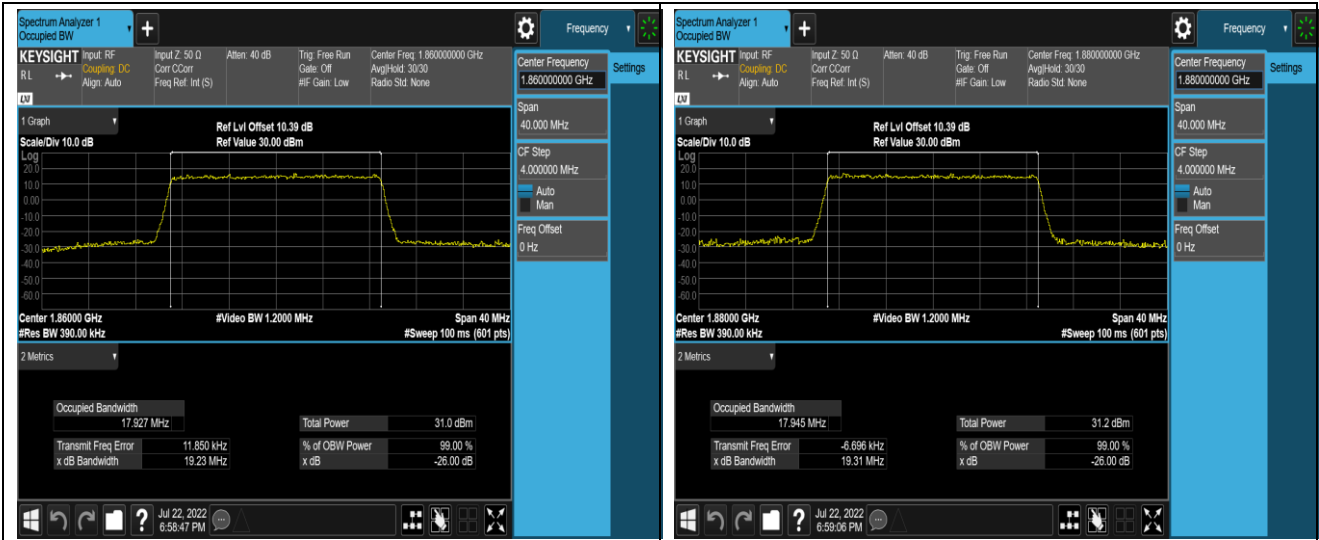 Spectrum Analyzer 1
Occupied BW
+
Frequency
KEYSIGHT
RL
LXI
Input: RF
Coupling: DC
Align: Auto
Input Z: 50 Ω
Corr CCorr
Freq Ref: Int (S)
Atten: 40 dB
Trig: Free Run
Gate: Off
#IF Gain: Low
Center Freq: 1.860000000 GHz
Avg|Hold: 30/30
Radio Std: None
Center Frequency
1.860000000 GHz
Settings
Span
40.000 MHz
CF Step
4.000000 MHz
Auto
Man
Freq Offset
0 Hz
1 Graph
Scale/Div 10.0 dB
Ref Lvl Offset 10.39 dB
Ref Value 30.00 dBm
Log
20.0
10.0
0.00
-10.0
-20.0
-30.0
-40.0
-50.0
-60.0
Center 1.86000 GHz
#Video BW 1.2000 MHz
Span 40 MHz
#Res BW 390.00 kHz
#Sweep 100 ms (601 pts)
2 Metrics
Occupied Bandwidth
17.927 MHz
Total Power 31.0 dBm
Transmit Freq Error 11.850 kHz
% of OBW Power 99.00 %
x dB Bandwidth 19.23 MHz
x dB -26.00 dB
?
Jul 22, 2022
6:58:47 PM
Spectrum Analyzer 1
Occupied BW
+
Frequency
KEYSIGHT
RL
LXI
Input: RF
Coupling: DC
Align: Auto
Input Z: 50 Ω
Corr CCorr
Freq Ref: Int (S)
Atten: 40 dB
Trig: Free Run
Gate: Off
#IF Gain: Low
Center Freq: 1.880000000 GHz
Avg|Hold: 30/30
Radio Std: None
Center Frequency
1.880000000 GHz
Settings
Span
40.000 MHz
CF Step
4.000000 MHz
Auto
Man
Freq Offset
0 Hz
1 Graph
Scale/Div 10.0 dB
Ref Lvl Offset 10.39 dB
Ref Value 30.00 dBm
Log
20.0
10.0
0.00
-10.0
-20.0
-30.0
-40.0
-50.0
-60.0
Center 1.88000 GHz
#Video BW 1.2000 MHz
Span 40 MHz
#Res BW 390.00 kHz
#Sweep 100 ms (601 pts)
2 Metrics
Occupied Bandwidth
17.945 MHz
Total Power 31.2 dBm
Transmit Freq Error -6.696 kHz
% of OBW Power 99.00 %
x dB Bandwidth 19.31 MHz
x dB -26.00 dB
?
Jul 22, 2022
6:59:06 PM